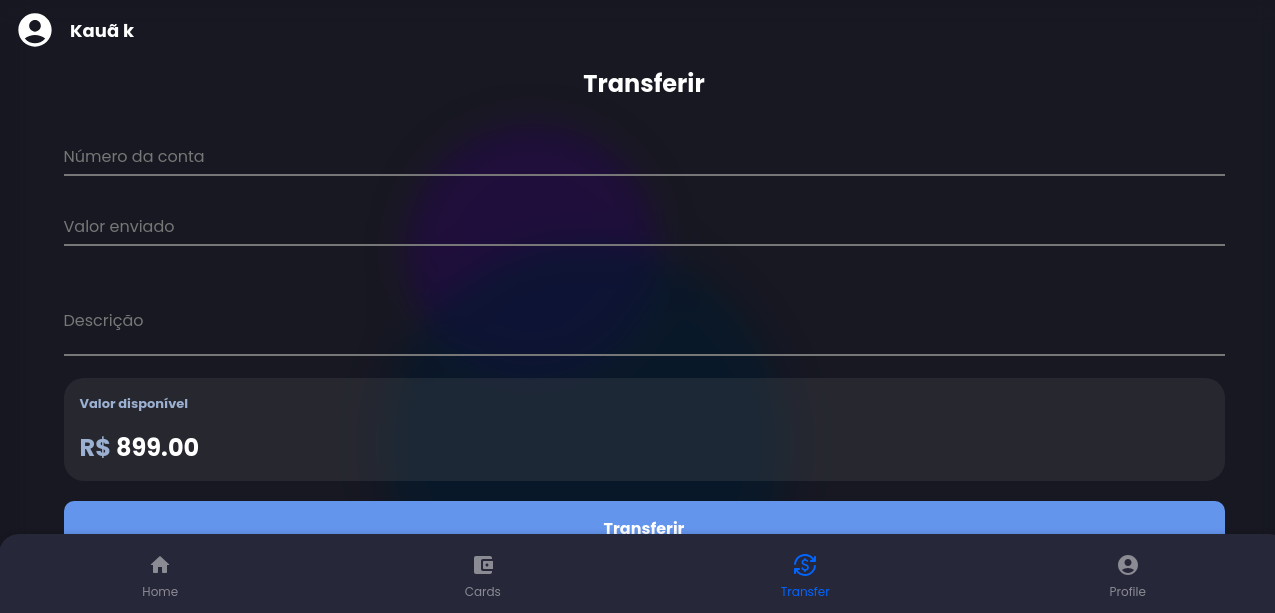 Kauã k
Transferir
Número da conta
Valor enviado
Descrição
Valor disponível
R$ 899.00
Transferir
Home
Cards
Transfer
Profile